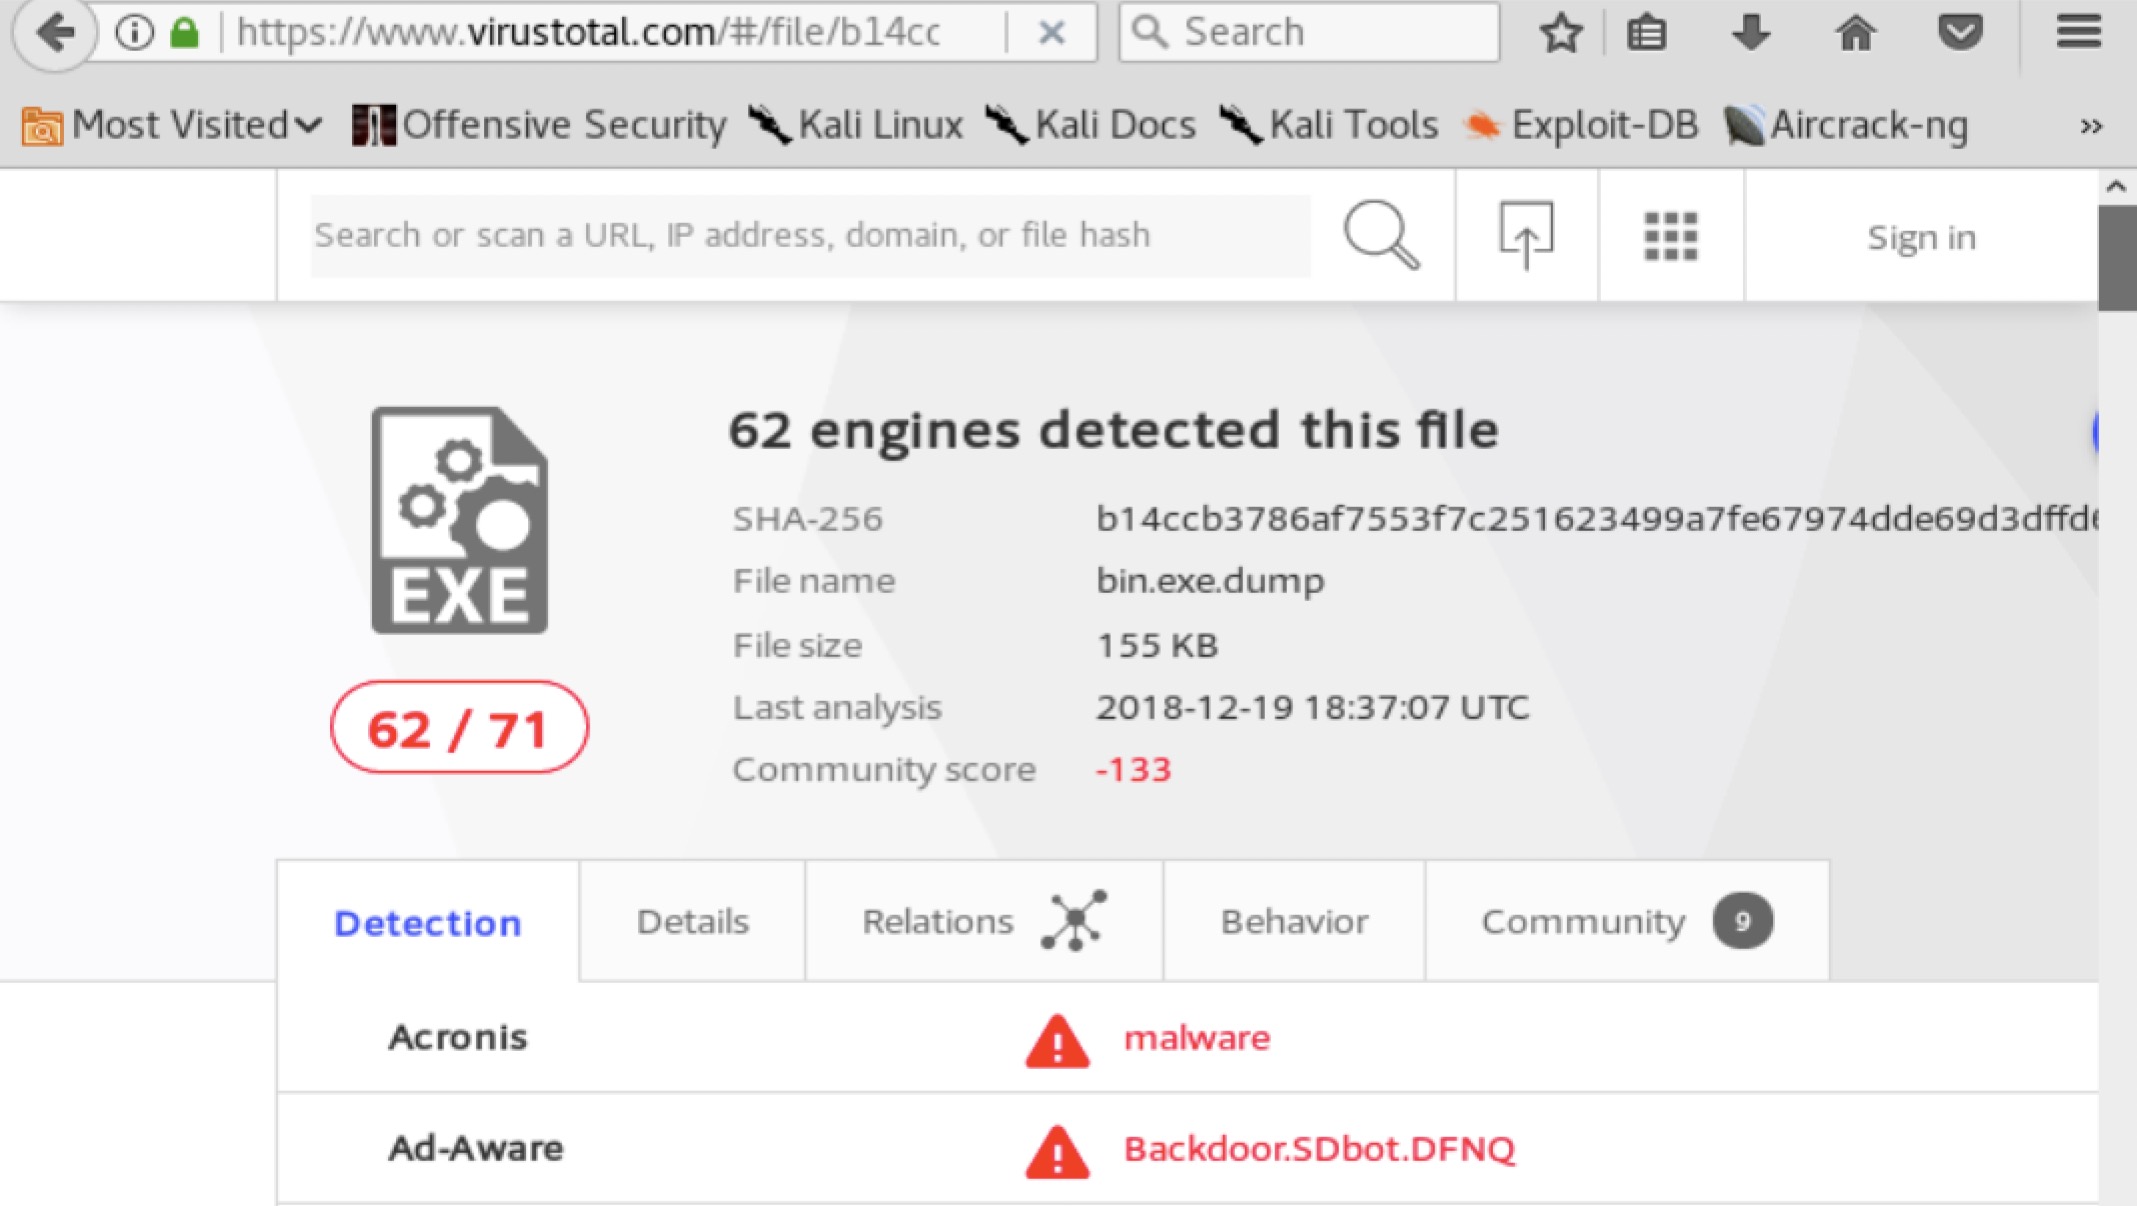 https://www.virustotal.com/#/file/b14cc
Search
Most Visited Offensive Security Kali Linux Kali Docs Kali Tools Exploit-DB Aircrack-ng »
Search or scan a URL, IP address, domain, or file hash
Sign in
62 engines detected this file
SHA-256 b14ccb3786af7553f7c251623499a7fe67974dde69d3dffd6
File name bin.exe.dump
File size 155 KB
Last analysis 2018-12-19 18:37:07 UTC
Community score -133
EXE
62 / 71
Detection Details Relations Behavior Community 9
Acronis malware
Ad-Aware Backdoor.SDbot.DFNQ